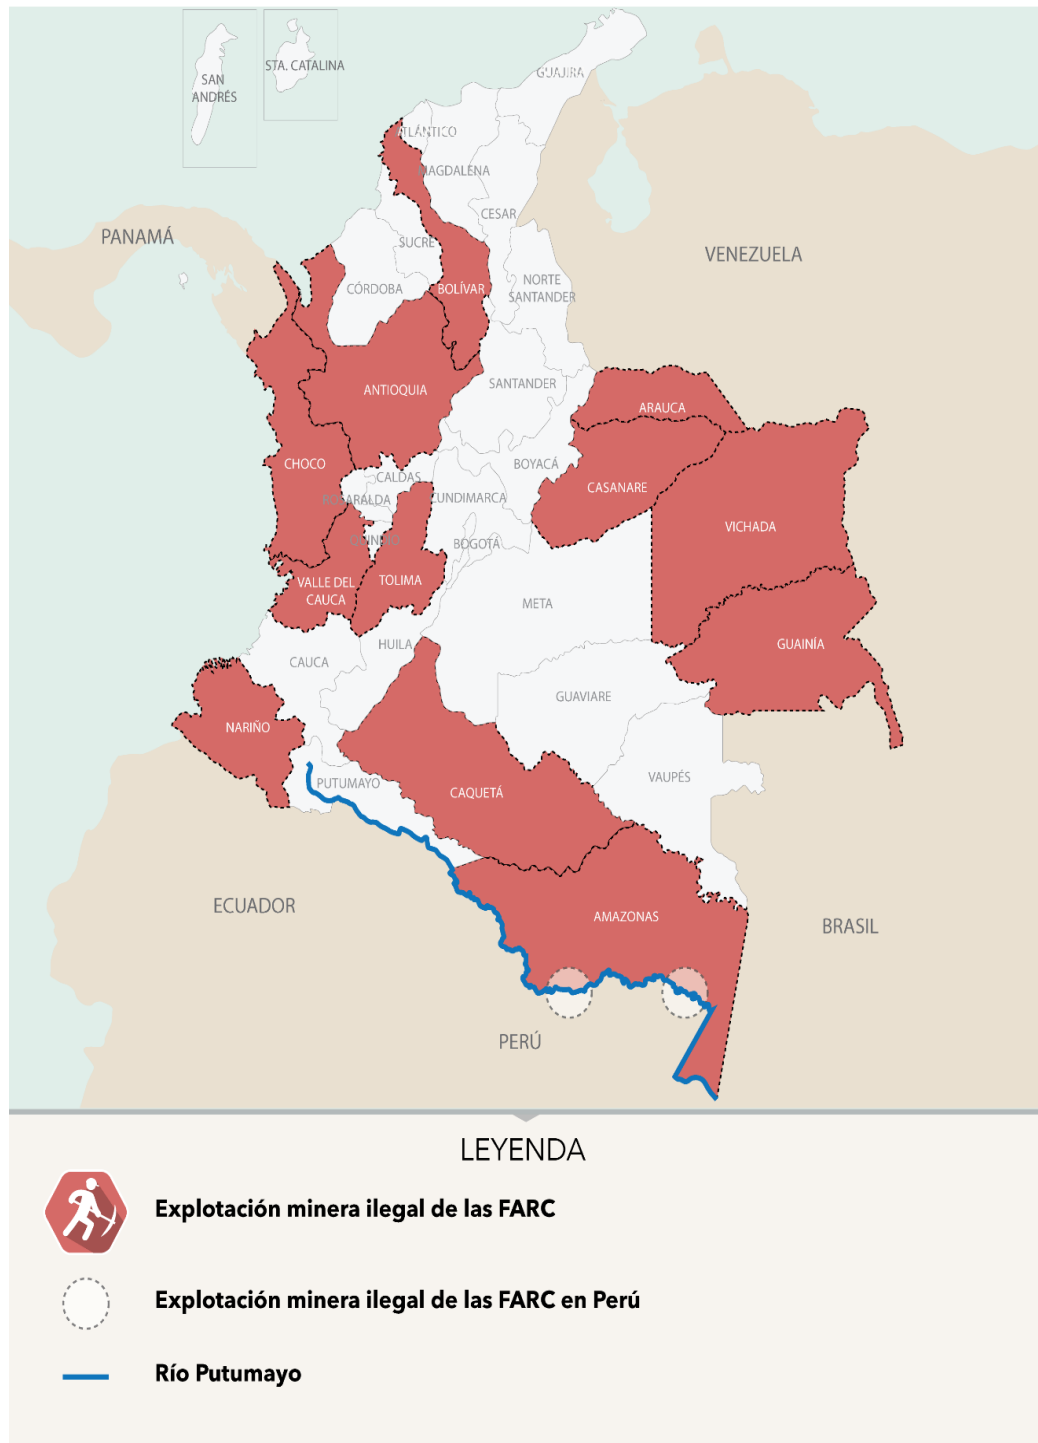 SAN
ANDRÉS
STA. CATALINA
GUAJIRA
ATLÁNTICO
MAGDALENA
CESAR
PANAMÁ
SUCRE
VENEZUELA
NORTE
SANTANDER
CÓRDOBA
BOLÍVAR
ANTIOQUIA
SANTANDER
ARAUCA
CHOCO
CALDAS
BOYACÁ
CASANARE
CUNDIMARCA
VICHADA
BOGOTÁ
VALLE DEL
CAUCA
TOLIMA
META
HUILA
GUAINÍA
CAUCA
GUAVIARE
NARIÑO
PUTUMAYO
CAQUETÁ
VAUPÉS
ECUADOR
AMAZONAS
BRASIL
PERÚ
LEYENDA
Explotación minera ilegal de las FARC
Explotación minera ilegal de las FARC en Perú
Río Putumayo